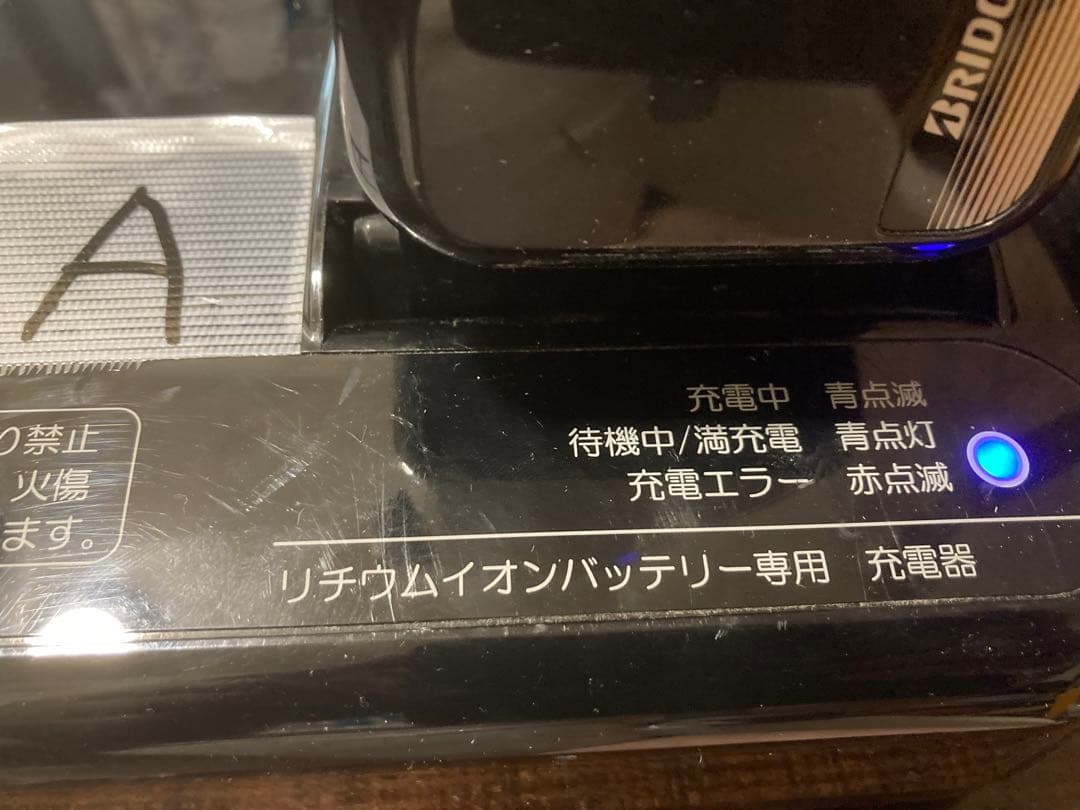 A
充電中 青点滅
待機中/満充電 青点灯
充電エラー 赤点滅
リチウムイオンバッテリー専用 充電器
禁止
火傷
ます。